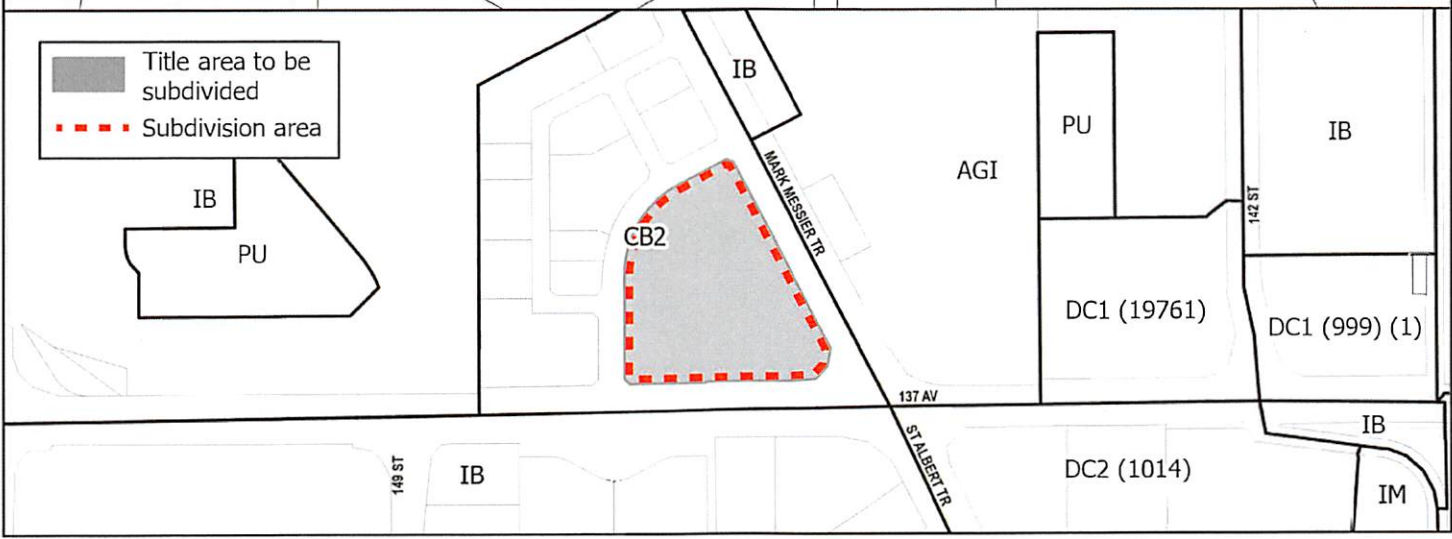 Title area to be
subdivided
Subdivision area
IB
MARK MESSIER TR
AGI
PU
IB
142 ST
IB
PU
CB2
DC1 (19761)
DC1 (999) (1)
137 AV
IB
149 ST
IB
ST ALBERT TR
DC2 (1014)
IM